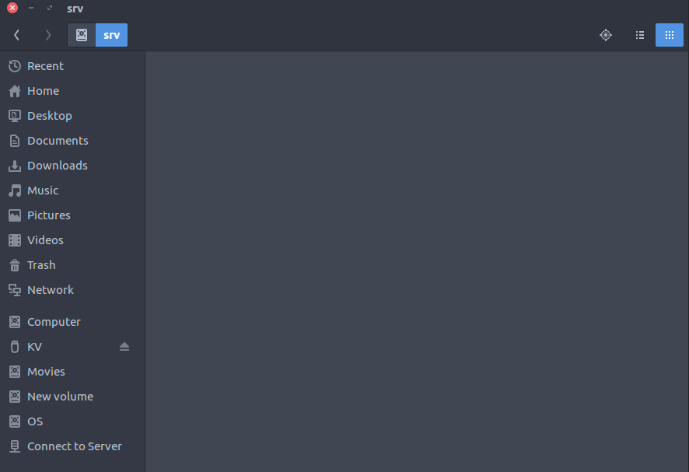 srv
srv
Recent
Home
Desktop
Documents
Downloads
Music
Pictures
Videos
Trash
Network
Computer
KV
Movies
New volume
OS
Connect to Server